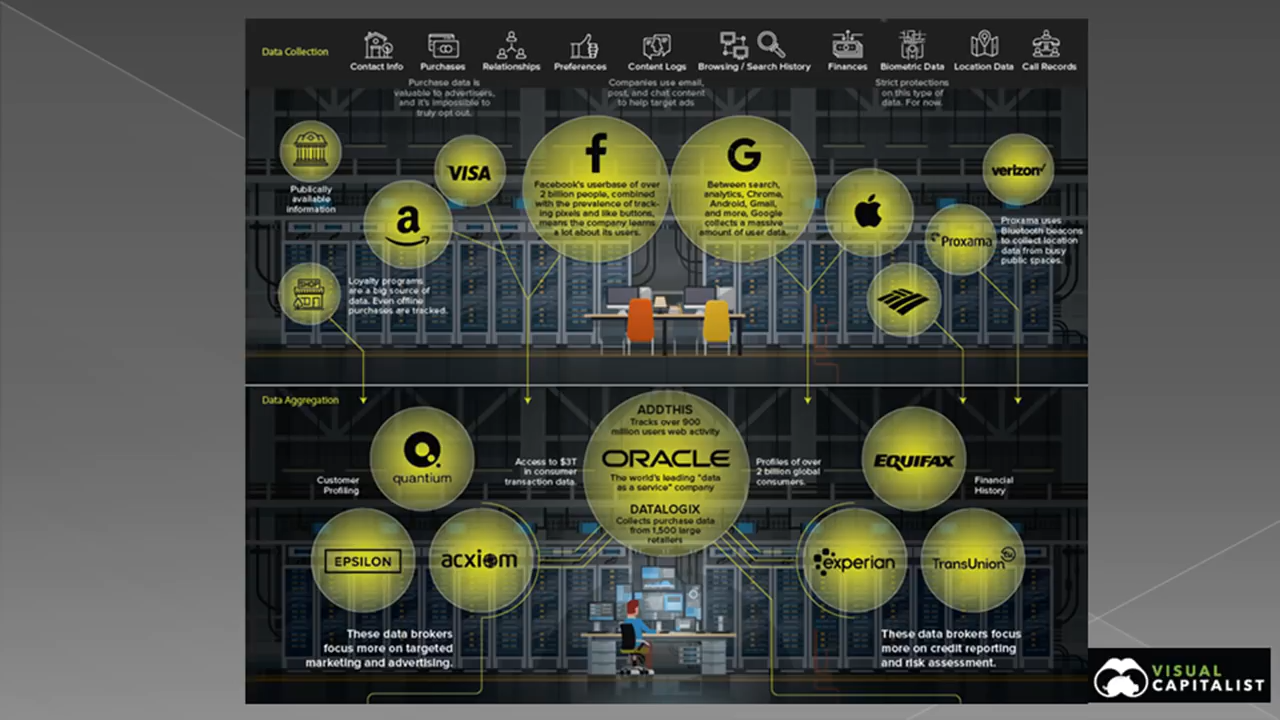 Data Collection
Contact Info
Purchases
Relationships
Preferences
Content Logs
Browsing / Search History
Finances
Biometric Data
Location Data
Call Records
Purchase data is
valuable to advertisers,
and it's impossible to
truly opt out.
Companies use email,
post, and chat content
to help target ads
Strict protections
on this type of
data. For now.
Publically
available
information
VISA
a
f
Facebook's userbase of over
2 billion people, combined
with the prevalence of track-
ing pixels and like buttons,
means the company learns
a lot about its users.
G
Between search,
analytics, Chrome,
Android, Gmail,
and more, Google
collects a massive
amount of user data.
verizon
Proxama
Proxama uses
Bluetooth beacons
to collect location
data from busy
public spaces.
SHOP
Loyalty programs
are a big source of
data. Even offline
purchases are tracked.
Data Aggregation
quantium
Customer
Profiling
EPSILON
acxiom
Access to $3T
in consumer
transaction data.
ADDTHIS
Tracks over 900
million users web activity
ORACLE
The world's leading "data
as a service" company
DATALOGIX
Collects purchase data
from 1,500 large
retailers
Profiles of over
2 billion global
consumers.
EQUIFAX
Financial
History
experian
TransUnion
tu
These data brokers
focus more on targeted
marketing and advertising.
These data brokers focus
more on credit reporting
and risk assessment.
VISUAL
CAPITALIST